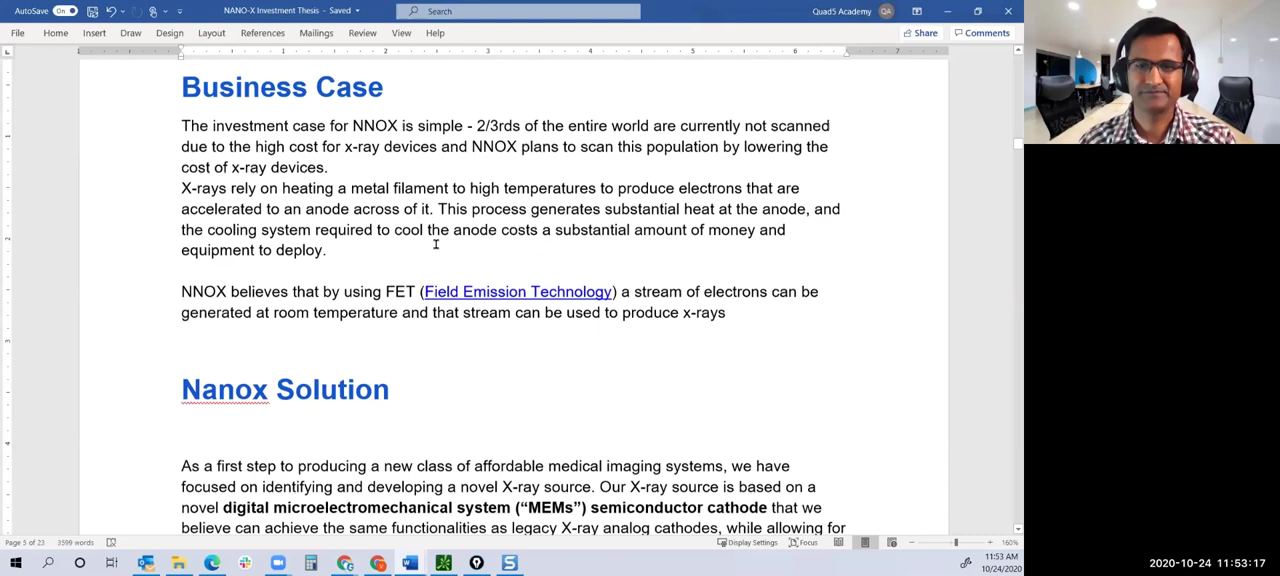 AutoSave On NANO-X Investment Thesis - Saved Search Quad5 Academy QA
File Home Insert Draw Design Layout References Mailings Review View Help Share Comments
1 1 2 3 4 5 6 7
Business Case
The investment case for NNOX is simple - 2/3rds of the entire world are currently not scanned
due to the high cost for x-ray devices and NNOX plans to scan this population by lowering the
cost of x-ray devices.
X-rays rely on heating a metal filament to high temperatures to produce electrons that are
accelerated to an anode across of it. This process generates substantial heat at the anode, and
the cooling system required to cool the anode costs a substantial amount of money and
equipment to deploy.
NNOX believes that by using FET (Field Emission Technology) a stream of electrons can be
generated at room temperature and that stream can be used to produce x-rays
Nanox Solution
As a first step to producing a new class of affordable medical imaging systems, we have
focused on identifying and developing a novel X-ray source. Our X-ray source is based on a
novel digital microelectromechanical system (“MEMs”) semiconductor cathode that we
believe can achieve the same functionalities as legacy X-ray analog cathodes, while allowing for
Page 5 of 23 3599 words Display Settings Focus 160%
11:53 AM
10/24/2020
2020-10-24 11:53:17